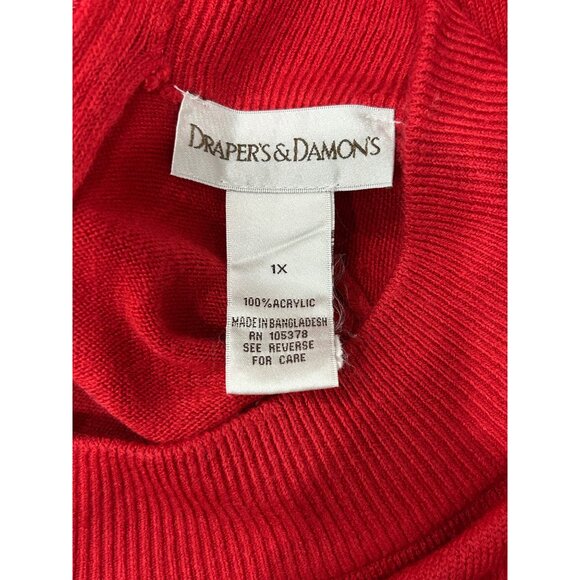 DRAPER'S & DAMON'S
1X
100% ACRYLIC
MADE IN BANGLADESH
RN 105378
SEE REVERSE
FOR CARE